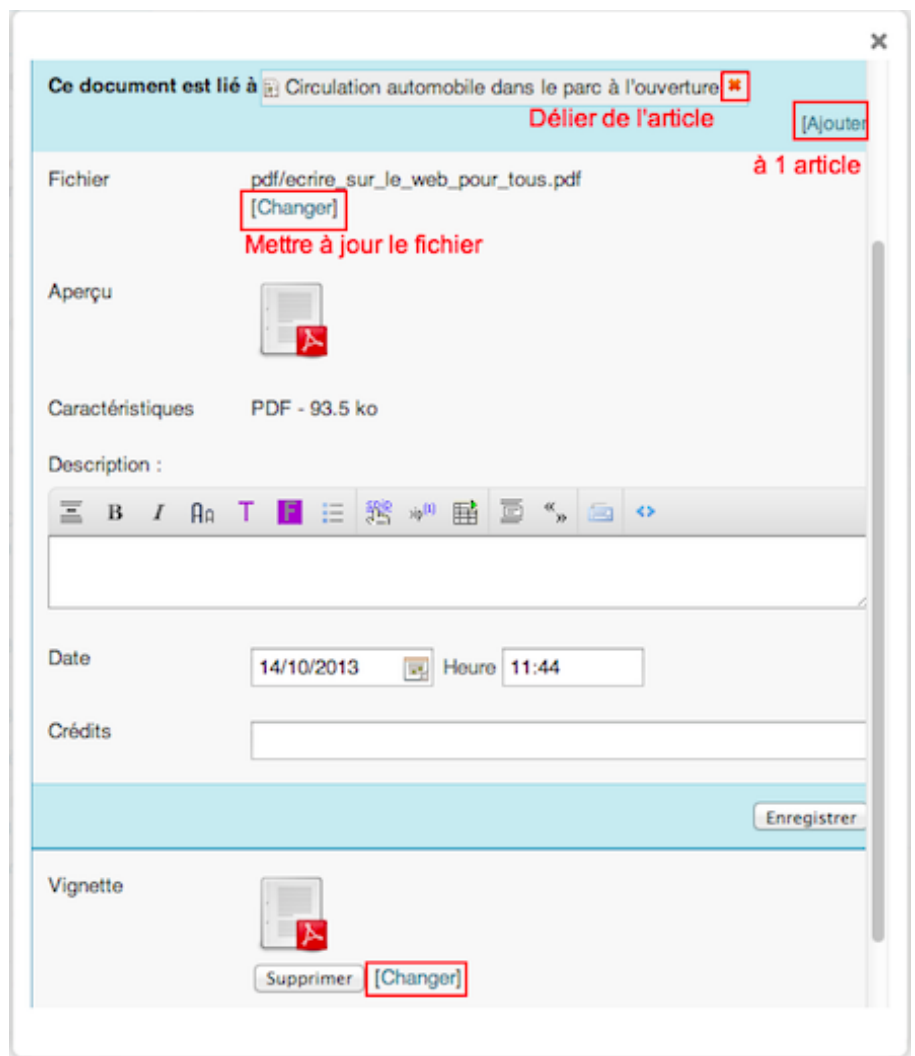 ×
Ce document est lié à Circulation automobile dans le parc à l'ouverture ✖
Délier de l'article
[Ajouter
à 1 article
Fichier pdf/ecrire_sur_le_web_pour_tous.pdf
[Changer]
Mettre à jour le fichier
Aperçu
Caractéristiques PDF - 93.5 ko
Description :
B I Aa T F «» <>
Date 14/10/2013 Heure 11:44
Crédits
Enregistrer
Vignette
Supprimer [Changer]